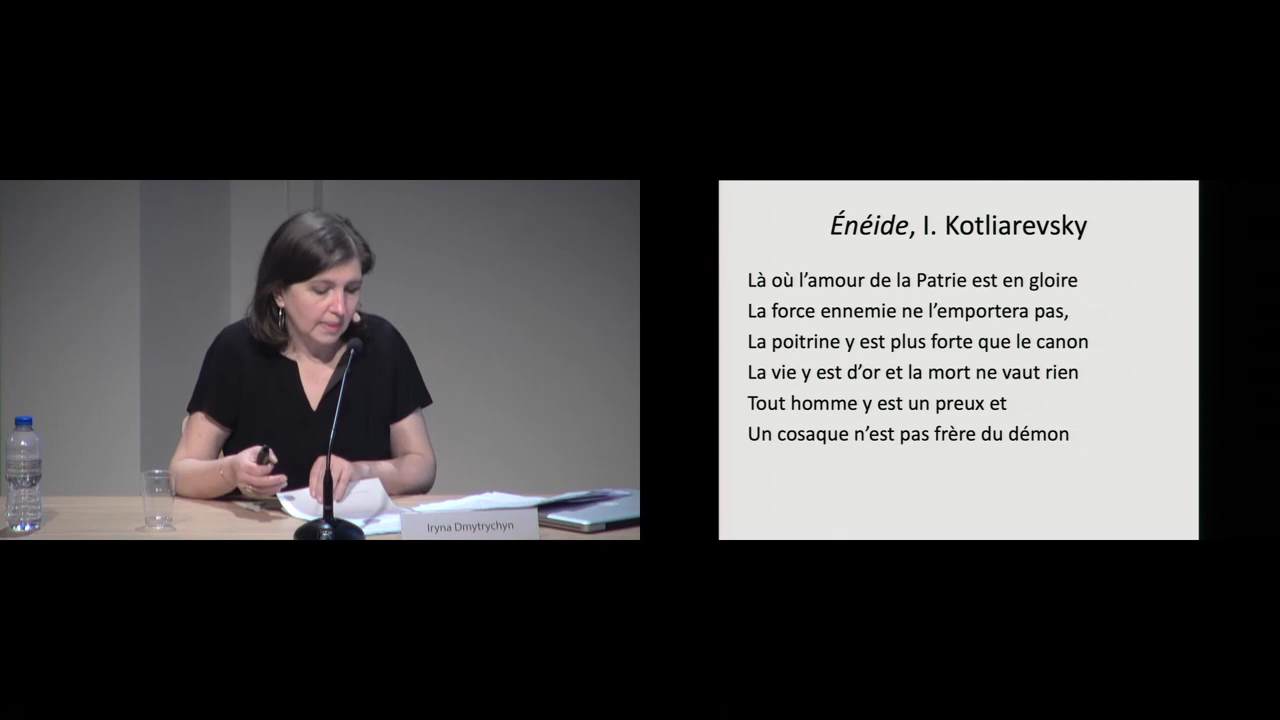 Iryna Dmytrychyn
Énéide, I. Kotliarevsky
Là où l’amour de la Patrie est en gloire
La force ennemie ne l’emportera pas,
La poitrine y est plus forte que le canon
La vie y est d’or et la mort ne vaut rien
Tout homme y est un preux et
Un cosaque n’est pas frère du démon